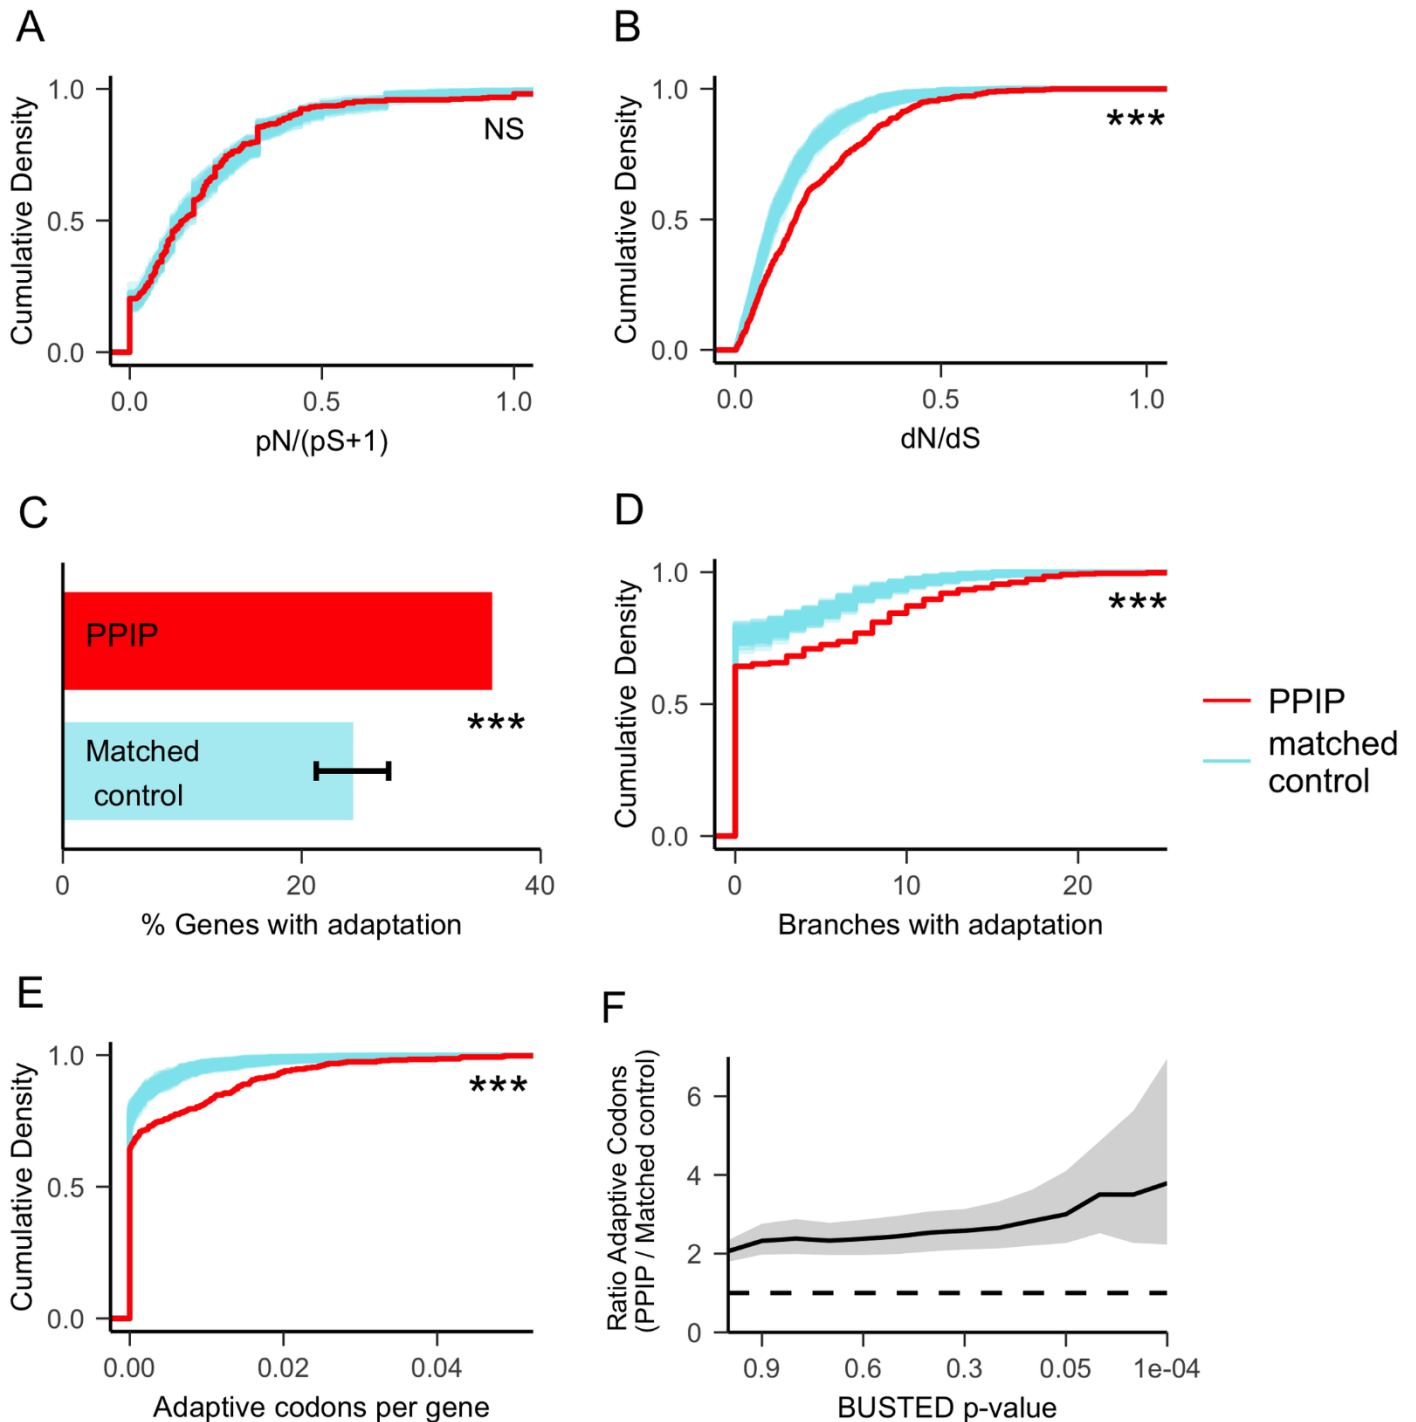 A
1.0
0.5
0.0
Cumulative Density
NS
0.0 0.5 1.0
pN/(pS+1)
B
1.0
0.5
0.0
Cumulative Density
***
0.0 0.5 1.0
dN/dS
C
PPIP
***
Matched
control
0 20 40
% Genes with adaptation
D
1.0
0.5
0.0
Cumulative Density
***
0 10 20
Branches with adaptation
PPIP
matched
control
E
1.0
0.5
0.0
Cumulative Density
***
0.00 0.02 0.04
Adaptive codons per gene
F
Ratio Adaptive Codons
(PPIP / Matched control)
6
4
2
0
0.9 0.6 0.3 0.05 1e-04
BUSTED p-value